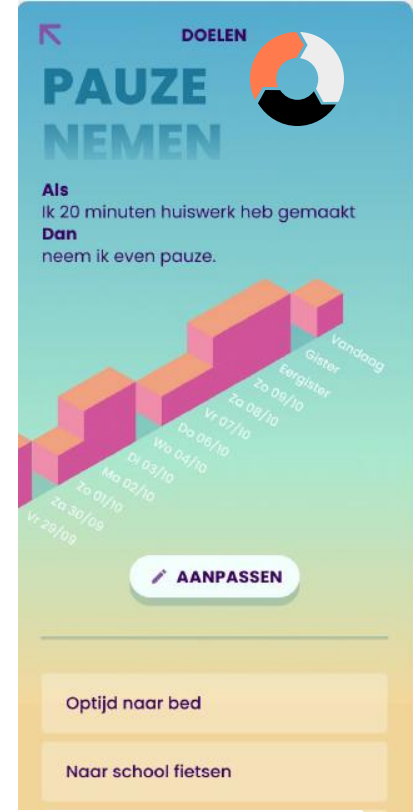 DOELEN
PAUZE
NEMEN
Als
Ik 20 minuten huiswerk heb gemaakt
Dan
neem ik even pauze.
Vandaag
Gister
Eergister
Zo 09/10
Za 08/10
Vr 07/10
Do 06/10
Wo 04/10
Di 03/10
Ma 02/10
Zo 01/10
Za 30/09
Vr 29/09
AANPASSEN
Optijd naar bed
Naar school fietsen